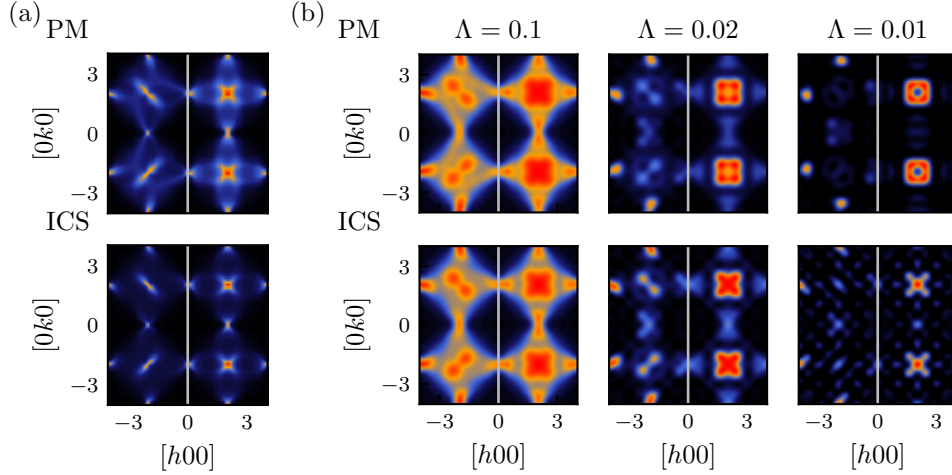 (a)
PM
(b)
PM
Λ = 0.1
Λ = 0.02
Λ = 0.01
[0k0]
3
0
−3
[0k0]
3
0
−3
ICS
ICS
[0k0]
3
0
−3
[0k0]
3
0
−3
−3 0 3
[h00]
−3 0 3
[h00]
−3 0 3
[h00]
−3 0 3
[h00]